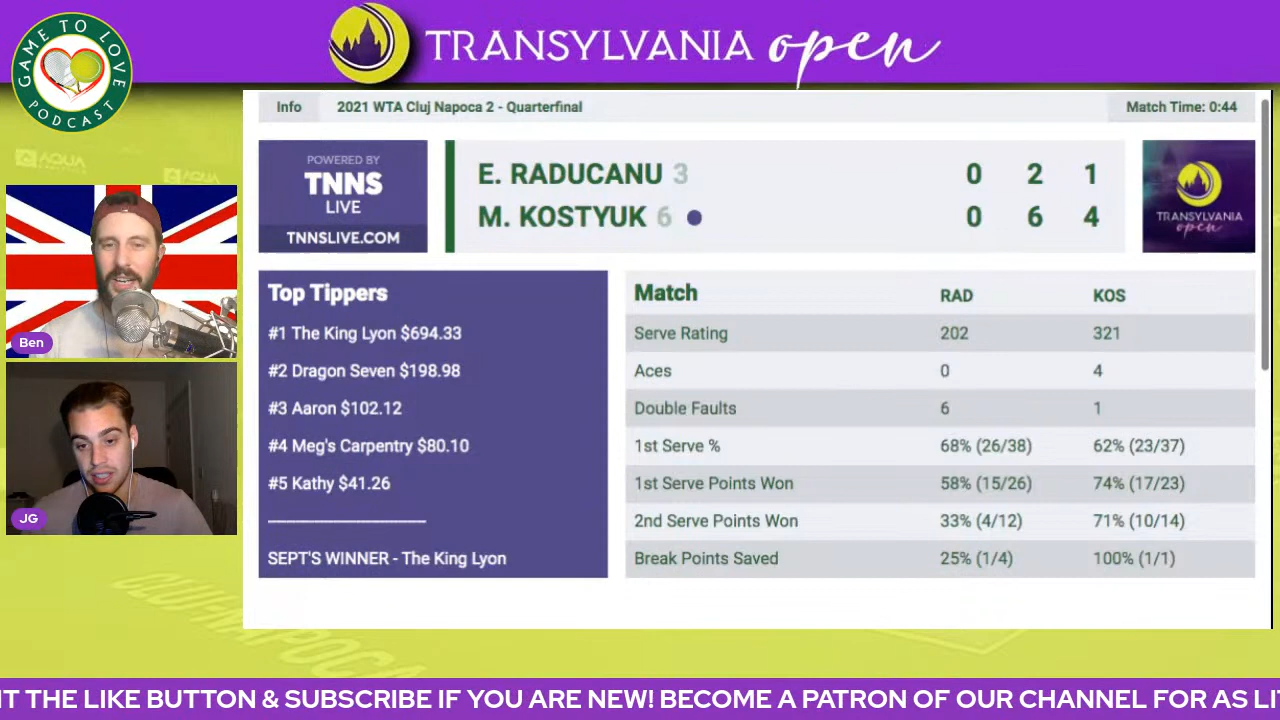 GAME TO LOVE
PODCAST
TRANSYLVANIA open
Info 2021 WTA Cluj Napoca 2 - Quarterfinal Match Time: 0:44
POWERED BY
TNNS
LIVE
TNNSLIVE.COM
E. RADUCANU 3 0 2 1
M. KOSTYUK 6 0 6 4
TRANSYLVANIA
open
Top Tippers
#1 The King Lyon $694.33
#2 Dragon Seven $198.98
#3 Aaron $102.12
#4 Meg's Carpentry $80.10
#5 Kathy $41.26
SEPT'S WINNER - The King Lyon
Match RAD KOS
Serve Rating 202 321
Aces 0 4
Double Faults 6 1
1st Serve % 68% (26/38) 62% (23/37)
1st Serve Points Won 58% (15/26) 74% (17/23)
2nd Serve Points Won 33% (4/12) 71% (10/14)
Break Points Saved 25% (1/4) 100% (1/1)
AQUA
AQUA
Ben
JG
CLUJ-NAPOCA
IT THE LIKE BUTTON & SUBSCRIBE IF YOU ARE NEW! BECOME A PATRON OF OUR CHANNEL FOR AS LI